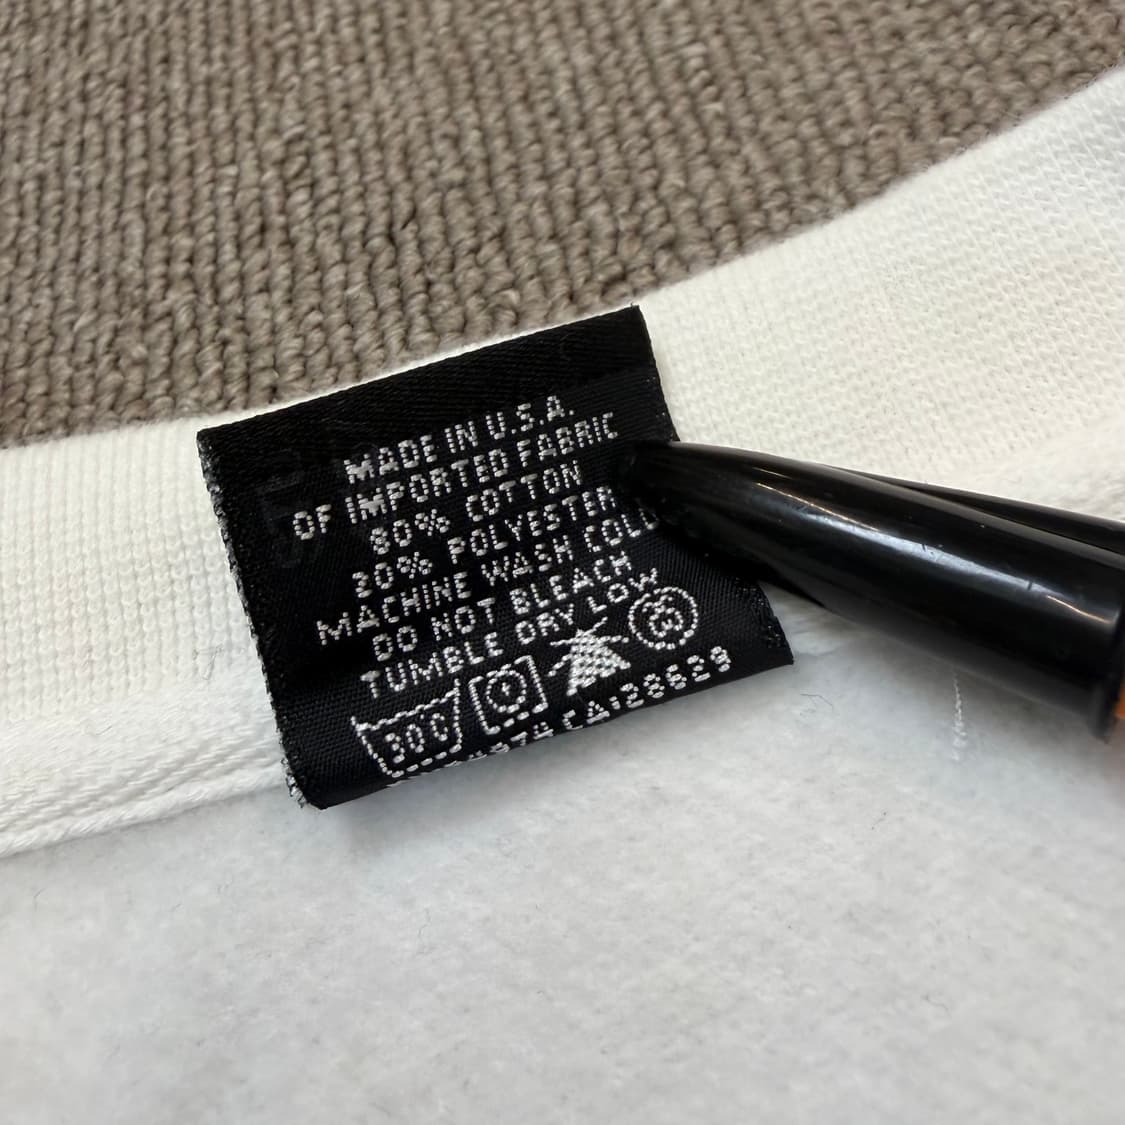 MADE IN U.S.A.
OF IMPORTED FABRIC
80% COTTON
20% POLYESTER
MACHINE WASH COLD
DO NOT BLEACH
TUMBLE DRY LOW
30°C
CA128629